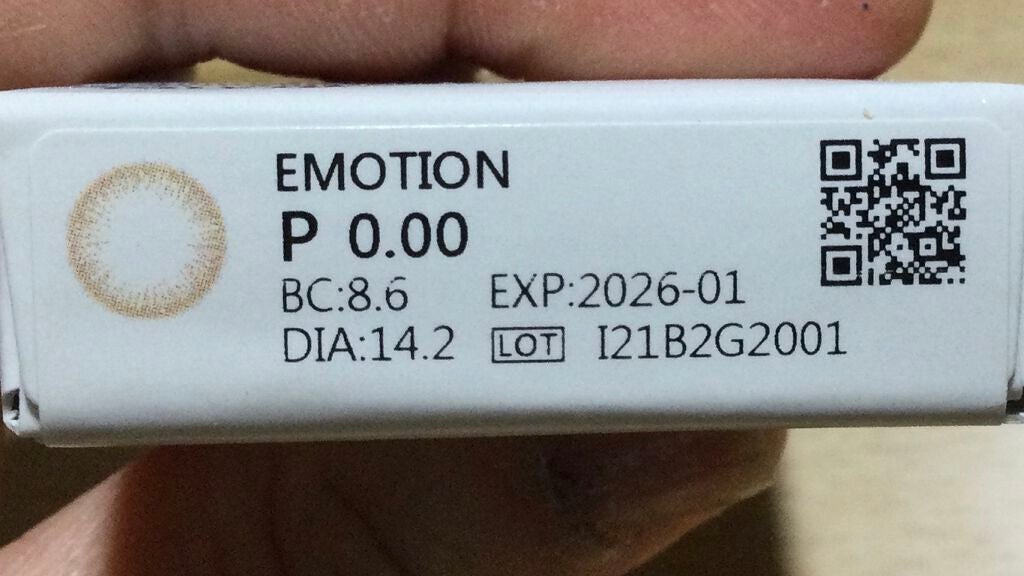 EMOTION
P 0.00
BC:8.6 EXP:2026-01
DIA:14.2 LOT I21B2G2001